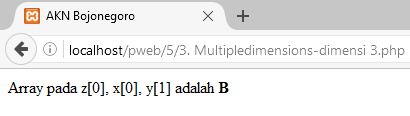 AKN Bojonegoro
localhost/pweb/5/3. Multipledimensions-dimensi 3.php
Array pada z[0], x[0], y[1] adalah B